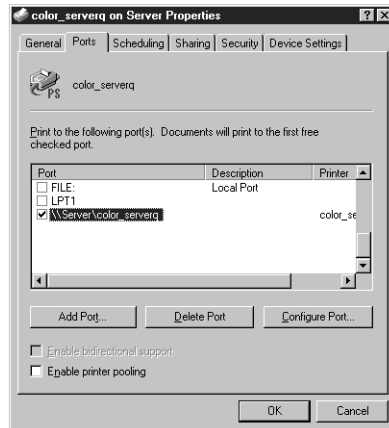 color_serverq on Server Properties
General Ports Scheduling Sharing Security Device Settings
PS color_serverq
Print to the following port(s). Documents will print to the first free
checked port.
Port Description Printer
FILE: Local Port
LPT1
\\Server\color_serverq color_se
Add Port... Delete Port Configure Port...
Enable bidirectional support
Enable printer pooling
OK Cancel